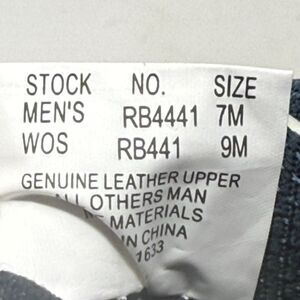 STOCK NO. SIZE
MEN'S RB4441 7M
WOS RB441 9M
GENUINE LEATHER UPPER
ALL OTHERS MAN
MATERIALS
IN CHINA
1633